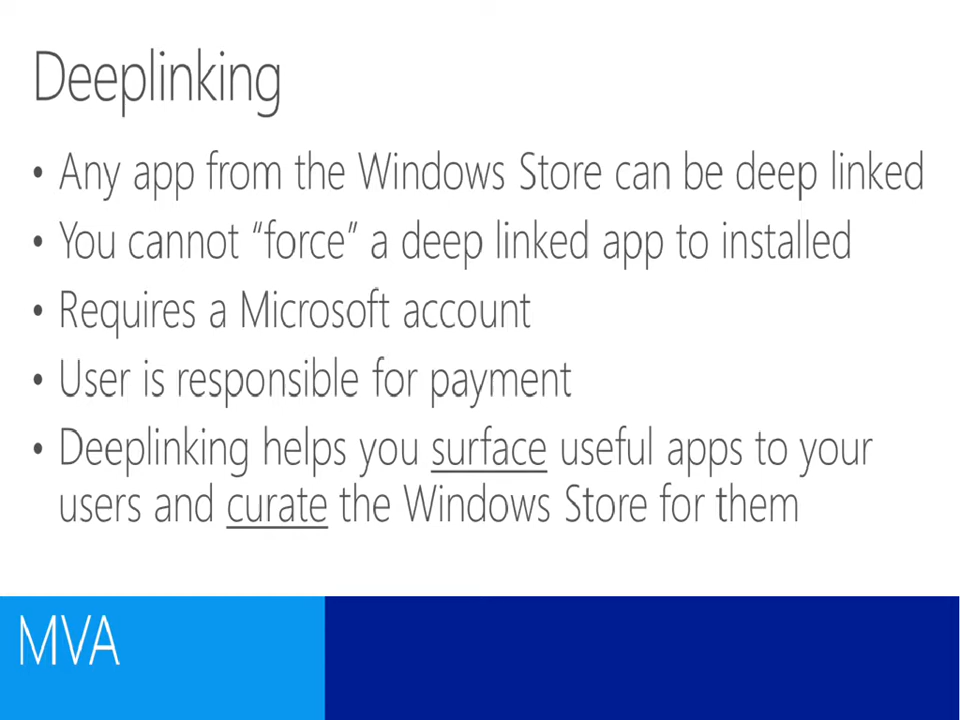 Deeplinking
• Any app from the Windows Store can be deep linked
• You cannot “force” a deep linked app to installed
• Requires a Microsoft account
• User is responsible for payment
• Deeplinking helps you surface useful apps to your
users and curate the Windows Store for them
MVA